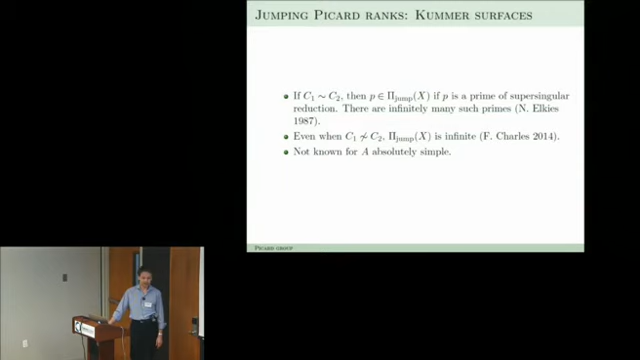 Jumping Picard ranks: Kummer surfaces
If C₁ ∼ C₂, then p ∈ Π_jump(X) if p is a prime of supersingular
reduction. There are infinitely many such primes (N. Elkies
1987).
Even when C₁ ≁ C₂, Π_jump(X) is infinite (F. Charles 2014).
Not known for A absolutely simple.
Picard group